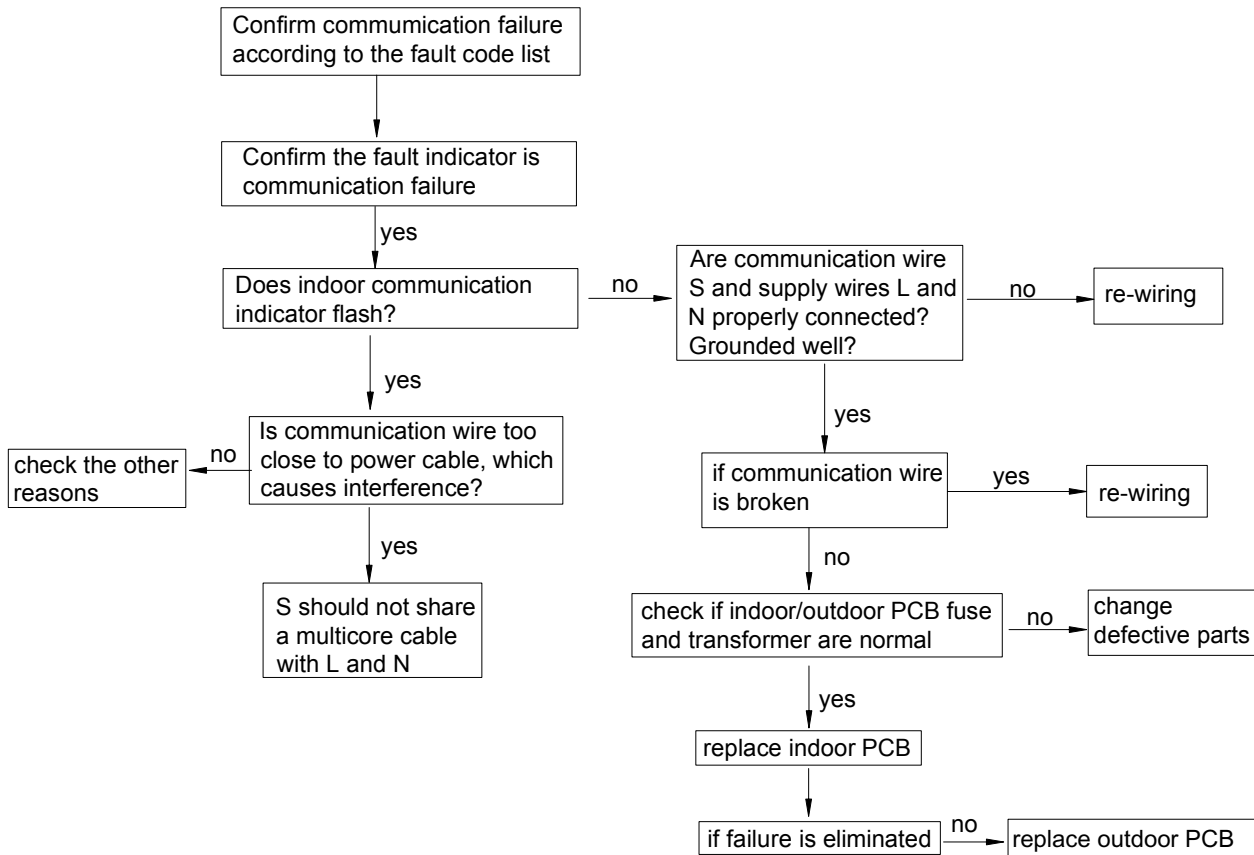 Confirm commumication failure
according to the fault code list
Confirm the fault indicator is
communication failure
yes
Does indoor communication
indicator flash?
no
Are communication wire
S and supply wires L and
N properly connected?
Grounded well?
no
re-wiring
yes
Is communication wire too
close to power cable, which
causes interference?
no
check the other
reasons
yes
S should not share
a multicore cable
with L and N
yes
if communication wire
is broken
yes
re-wiring
no
check if indoor/outdoor PCB fuse
and transformer are normal
no
change
defective parts
yes
replace indoor PCB
if failure is eliminated
no
replace outdoor PCB